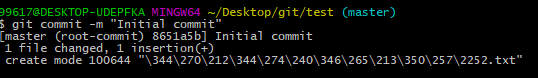 99617@DESKTOP-UDEPFKA MINGW64 ~/Desktop/git/test (master)
$ git commit -m "Initial commit"
[master (root-commit) 8651a5b] Initial commit
 1 file changed, 1 insertion(+)
 create mode 100644 "\344\270\212\344\274\240\346\265\213\350\257\2252.txt"